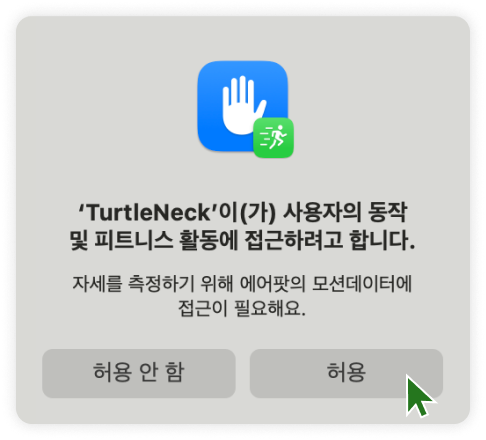 ‘TurtleNeck’이(가) 사용자의 동작
및 피트니스 활동에 접근하려고 합니다.
자세를 측정하기 위해 에어팟의 모션데이터에
접근이 필요해요.
허용 안 함
허용